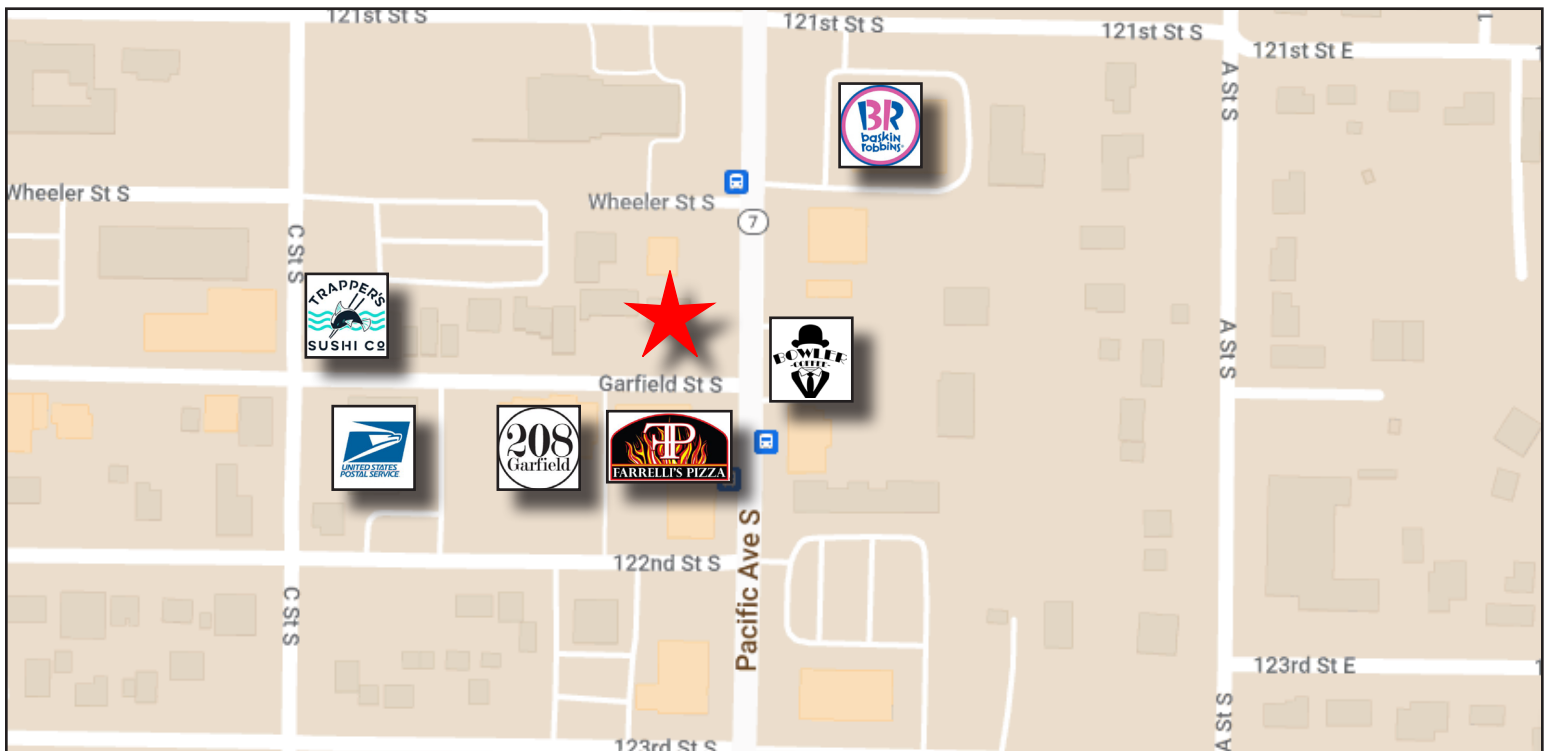 121st St S
121st St S
121st St S
121st St E
A St S
BR
baskin
robbins
Wheeler St S
Wheeler St S
7
C St S
TRAPPER'S
SUSHI Co
BOWLER
-COFFEE-
A St S
Garfield St S
UNITED STATES
POSTAL SERVICE
208
Garfield
FP
FARRELLI'S PIZZA
Pacific Ave S
122nd St S
C St S
123rd St E
A St S
123rd St S